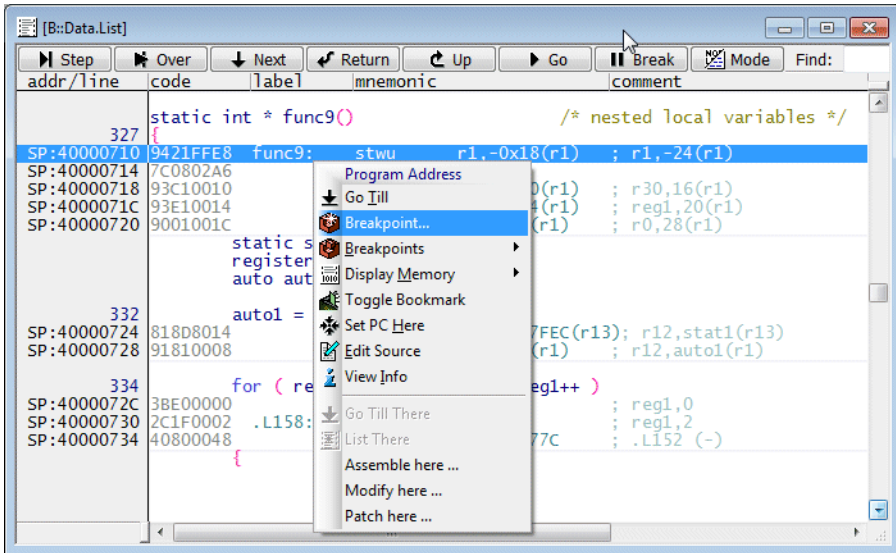 [B::Data.List]
Step Over Next Return Up Go Break Mode Find:
addr/line code label mnemonic comment
static int * func9() /* nested local variables */
327 {
SP:40000710 9421FFE8 func9: stwu r1,-0x18(r1) ; r1,-24(r1)
SP:40000714 7C0802A6 Program Address
SP:40000718 93C10010 Go Till 0(r1) ; r30,16(r1)
SP:4000071C 93E10014 (r1) ; reg1,20(r1)
SP:40000720 9001001C Breakpoint... (r1) ; r0,28(r1)
static s Breakpoints
register
auto aut Display Memory
Toggle Bookmark
332 auto1 = Set PC Here
SP:40000724 818D8014 7FEC(r13); r12,stat1(r13)
SP:40000728 91810008 Edit Source (r1) ; r12,auto1(r1)
View Info
334 for ( re eg1++ )
SP:4000072C 3BE00000 ; reg1,0
SP:40000730 2C1F0002 .L158: Go Till There ; reg1,2
SP:40000734 40800048 List There 77C ; .L152 (-)
{ Assemble here ...
Modify here ...
Patch here ...